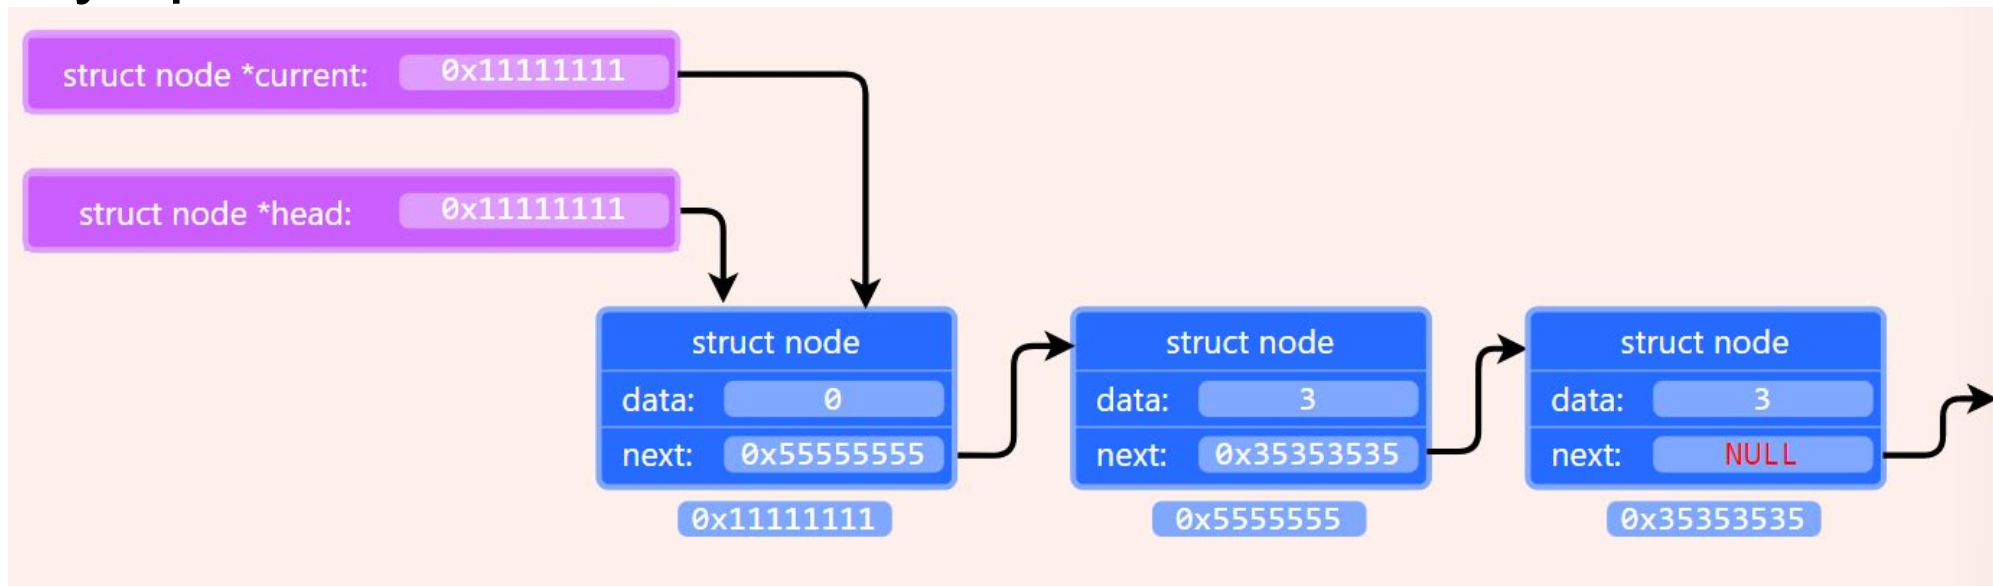 struct node *current: 0x11111111
struct node *head: 0x11111111
struct node struct node struct node
data: 0 data: 3 data: 3
next: 0x55555555 next: 0x35353535 next: NULL
0x11111111 0x5555555 0x35353535